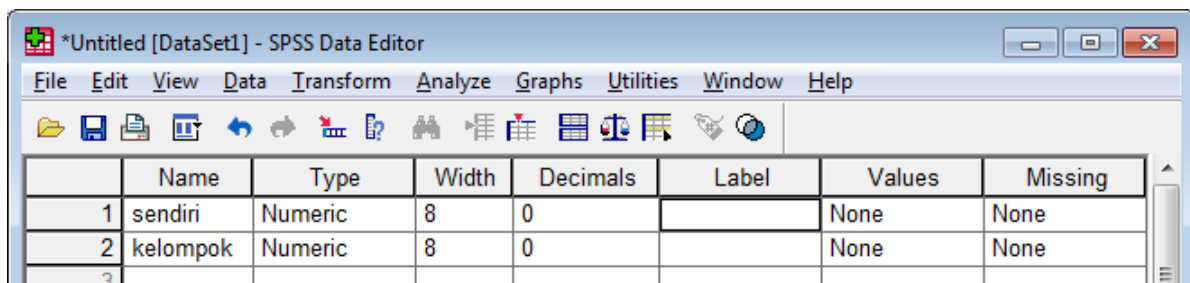 *Untitled [DataSet1] - SPSS Data Editor
File Edit View Data Transform Analyze Graphs Utilities Window Help
Name Type Width Decimals Label Values Missing
1 sendiri Numeric 8 0 None None
2 kelompok Numeric 8 0 None None
3